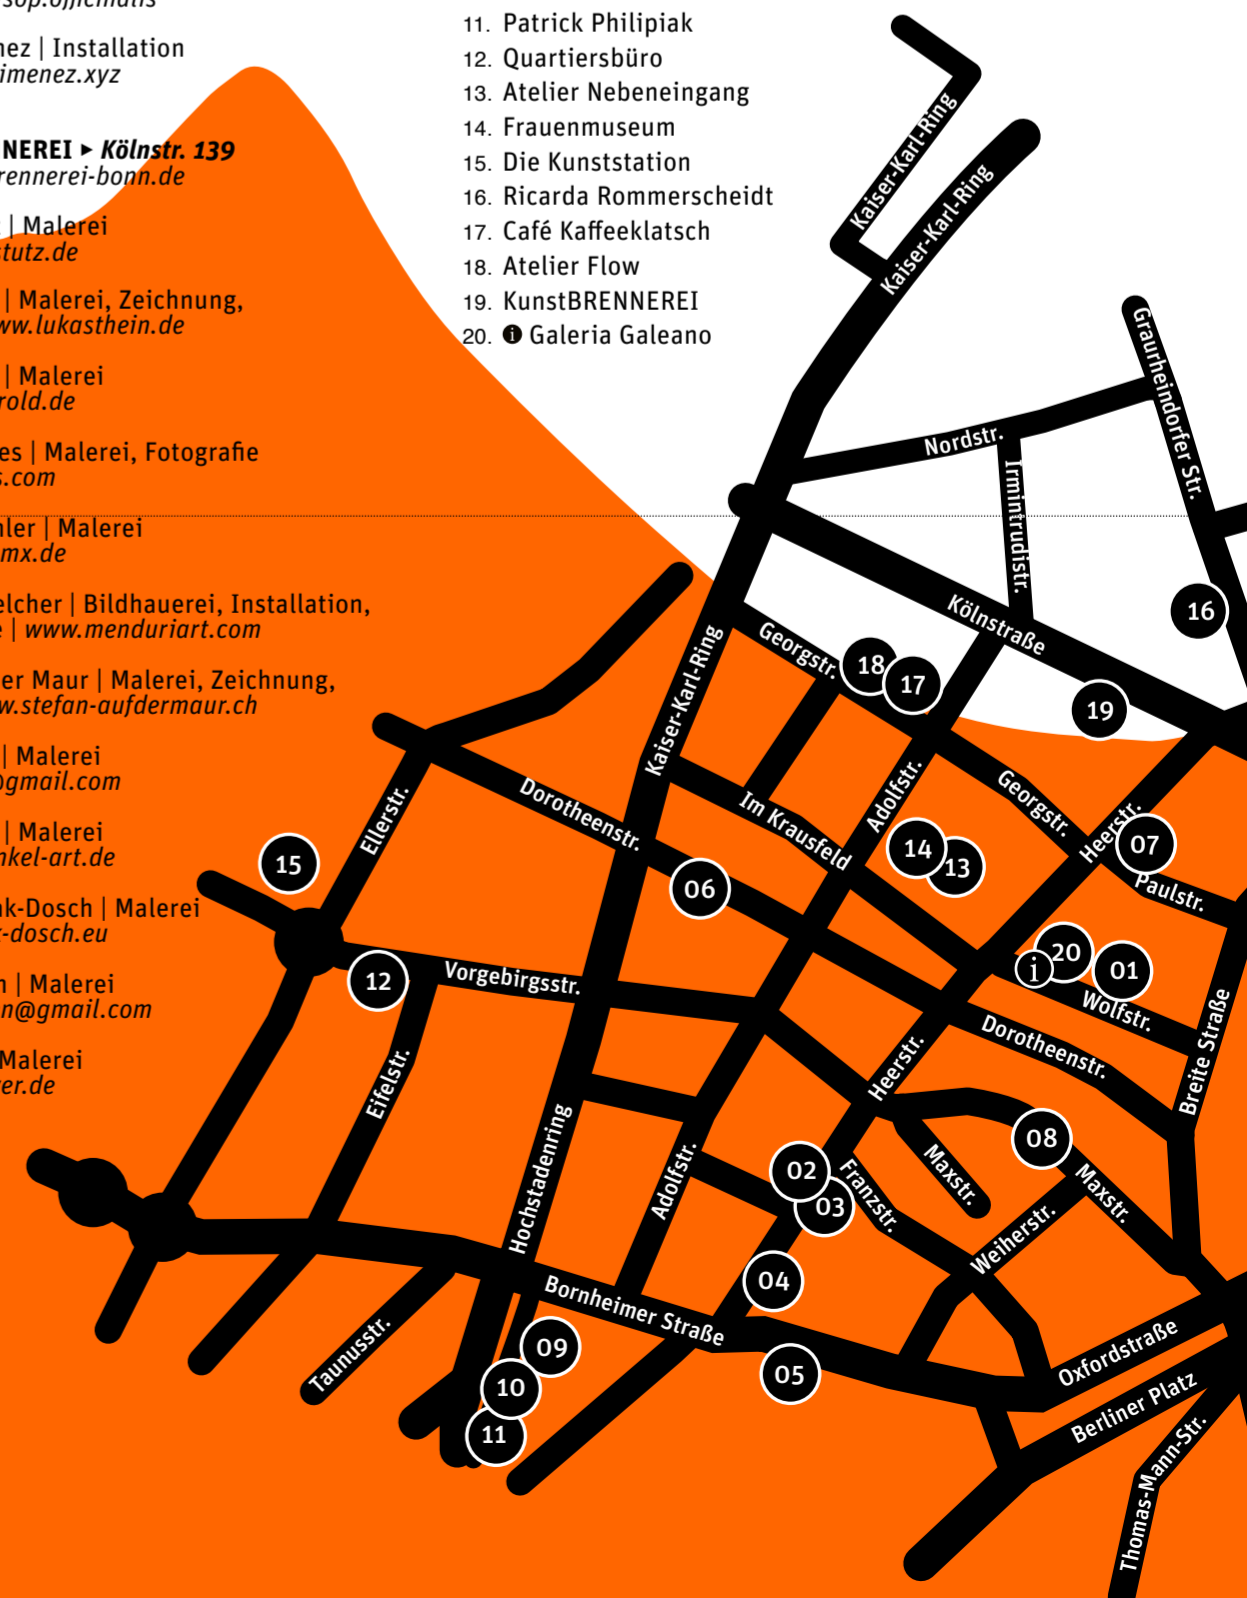 sop.officinalis
nez | Installation
imenez.xyz
NEREI ▸ Kölnstr. 139
rennerei-bonn.de
| Malerei
stutz.de
| Malerei, Zeichnung,
ww.lukasthein.de
| Malerei
rold.de
es | Malerei, Fotografie
s.com
hler | Malerei
mx.de
elcher | Bildhauerei, Installation,
e | www.menduriart.com
er Maur | Malerei, Zeichnung,
w.stefan-aufdermaur.ch
| Malerei
@gmail.com
| Malerei
nkel-art.de
ak-Dosch | Malerei
k-dosch.eu
n | Malerei
n@gmail.com
Malerei
er.de
11. Patrick Philipiak
12. Quartiersbüro
13. Atelier Nebeneingang
14. Frauenmuseum
15. Die Kunststation
16. Ricarda Rommerscheidt
17. Café Kaffeeklatsch
18. Atelier Flow
19. KunstBRENNEREI
20. i Galeria Galeano
Kaiser-Karl-Ring
Kaiser-Karl-Ring
Graurheindorfer Str.
Nordstr.
Irmintrudistr.
Kölnstraße
16
Georgstr.
18
17
19
Kaiser-Karl-Ring
Dorotheenstr.
Ellerstr.
Im Krausfeld
Adolfstr.
Georgstr.
Heerstr.
07
14
13
15
06
Paulstr.
20
i
01
12
Vorgebirgsstr.
Wolfstr.
Dorotheenstr.
Breite Straße
Eifelstr.
Heerstr.
08
Hochstadenring
Adolfstr.
02
03
Franzstr.
Maxstr.
Maxstr.
Weiherstr.
04
Bornheimer Straße
Taunusstr.
09
10
11
05
Oxfordstraße
Berliner Platz
Thomas-Mann-Str.